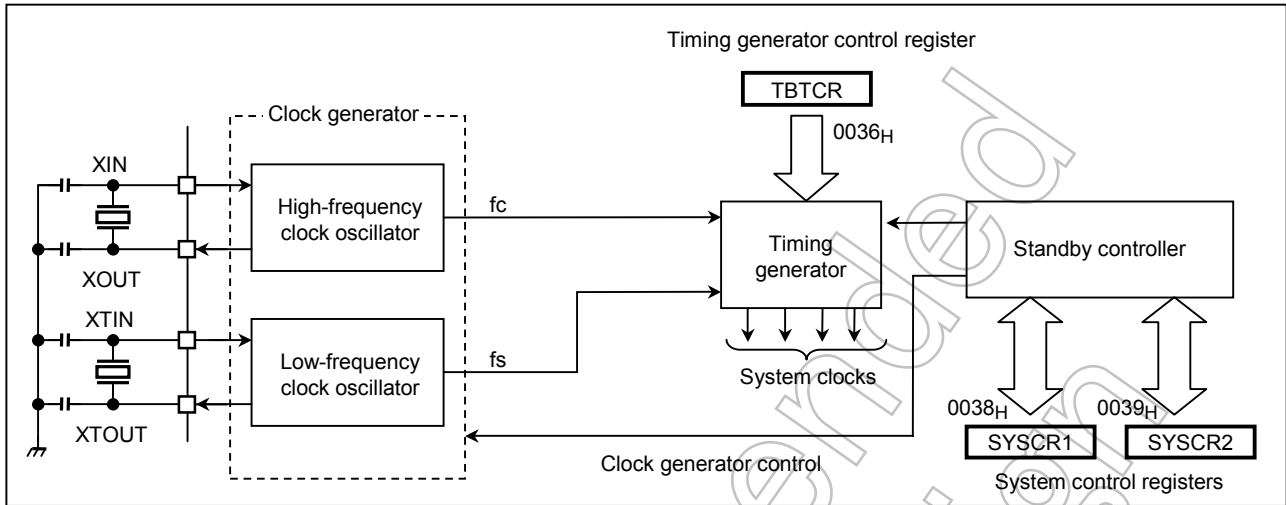 Timing generator control register
TBTCR
0036H
Clock generator
XIN
High-frequency
clock oscillator
fc
XOUT
Timing
generator
Standby controller
XTIN
Low-frequency
clock oscillator
fs
XTOUT
System clocks
0038H
0039H
SYSCR1
SYSCR2
Clock generator control
System control registers